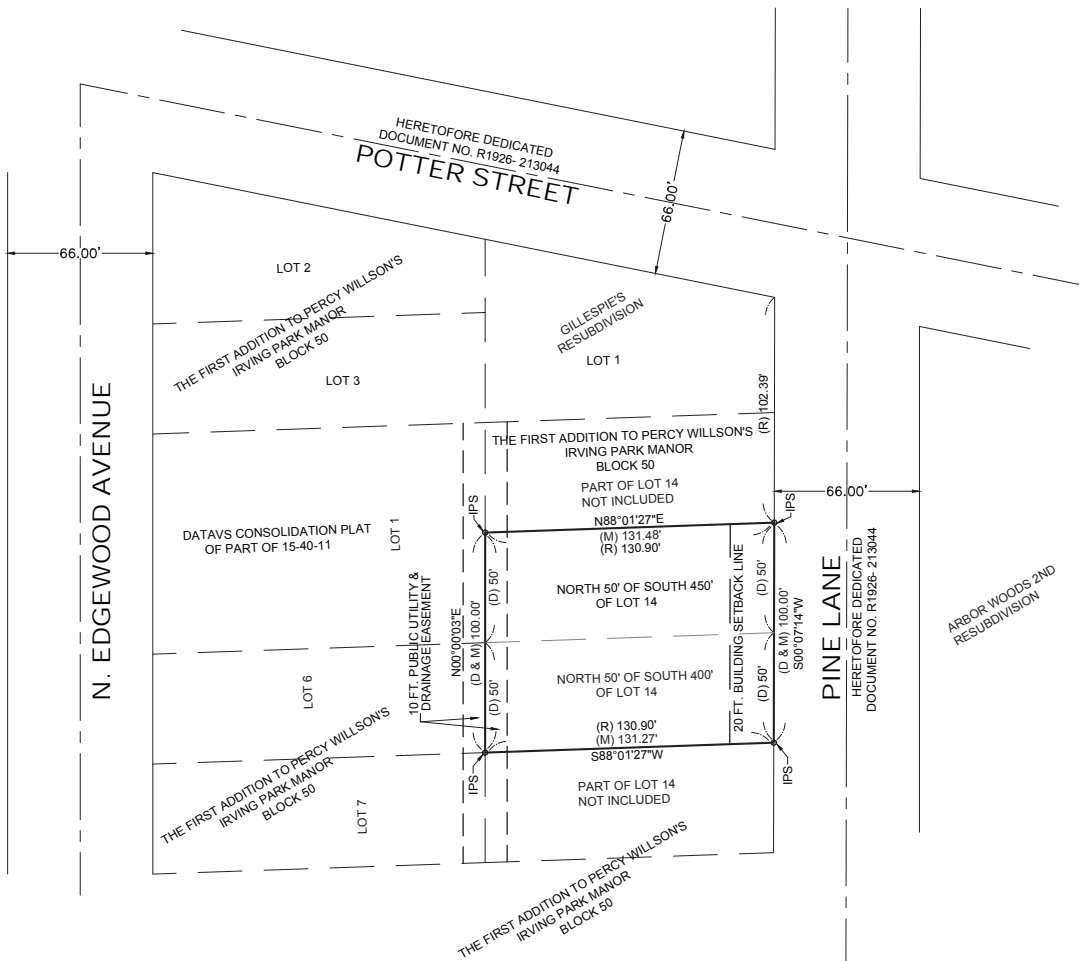 HERETOFORE DEDICATED
DOCUMENT NO. R1926- 213044
POTTER STREET
66.00'
66.00'
LOT 2
THE FIRST ADDITION TO PERCY WILLSON'S
IRVING PARK MANOR
BLOCK 50
GILLESPIE'S
RESUBDIVISION
LOT 3
LOT 1
(R) 102.39'
N. EDGEWOOD AVENUE
THE FIRST ADDITION TO PERCY WILLSON'S
IRVING PARK MANOR
BLOCK 50
PART OF LOT 14
NOT INCLUDED
66.00'
IPS
IPS
N88°01'27"E
(M) 131.48'
(R) 130.90'
DATAVS CONSOLIDATION PLAT
OF PART OF 15-40-11
LOT 1
10 FT. PUBLIC UTILITY &
DRAINAGE EASEMENT
N00°00'03"E
(D & M) 100.00'
(D) 50'
(D) 50'
NORTH 50' OF SOUTH 450'
OF LOT 14
NORTH 50' OF SOUTH 400'
OF LOT 14
20 FT. BUILDING SETBACK LINE
(D) 50'
(D) 50'
(D & M) 100.00'
S00°07'14"W
PINE LANE
HERETOFORE DEDICATED
DOCUMENT NO. R1926- 213044
ARBOR WOODS 2ND
RESUBDIVISION
LOT 6
(R) 130.90'
(M) 131.27'
S88°01'27"W
IPS
IPS
THE FIRST ADDITION TO PERCY WILLSON'S
IRVING PARK MANOR
BLOCK 50
LOT 7
PART OF LOT 14
NOT INCLUDED
THE FIRST ADDITION TO PERCY WILLSON'S
IRVING PARK MANOR
BLOCK 50